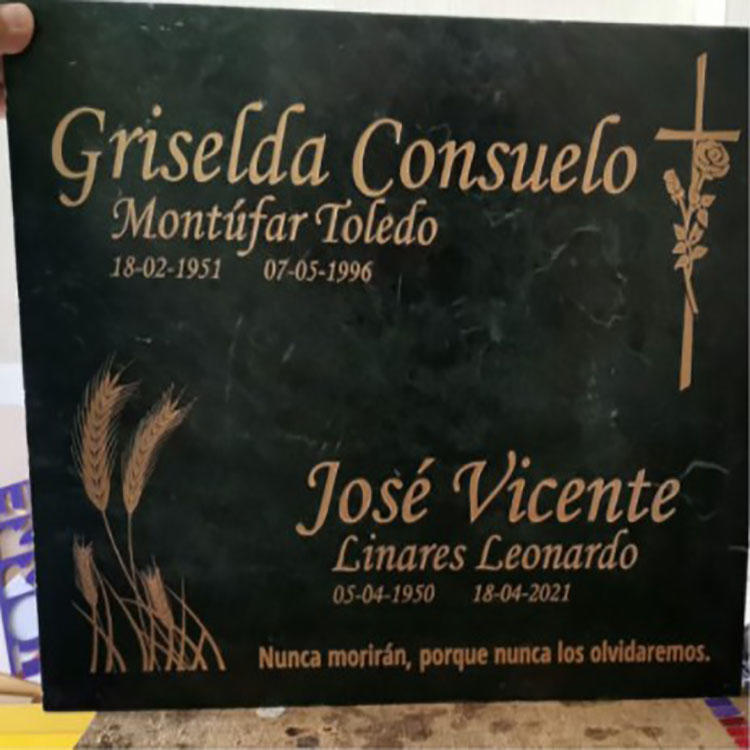 Griselda Consuelo
Montúfar Toledo
18-02-1951 07-05-1996
José Vicente
Linares Leonardo
05-04-1950 18-04-2021
Nunca morirán, porque nunca los olvidaremos.